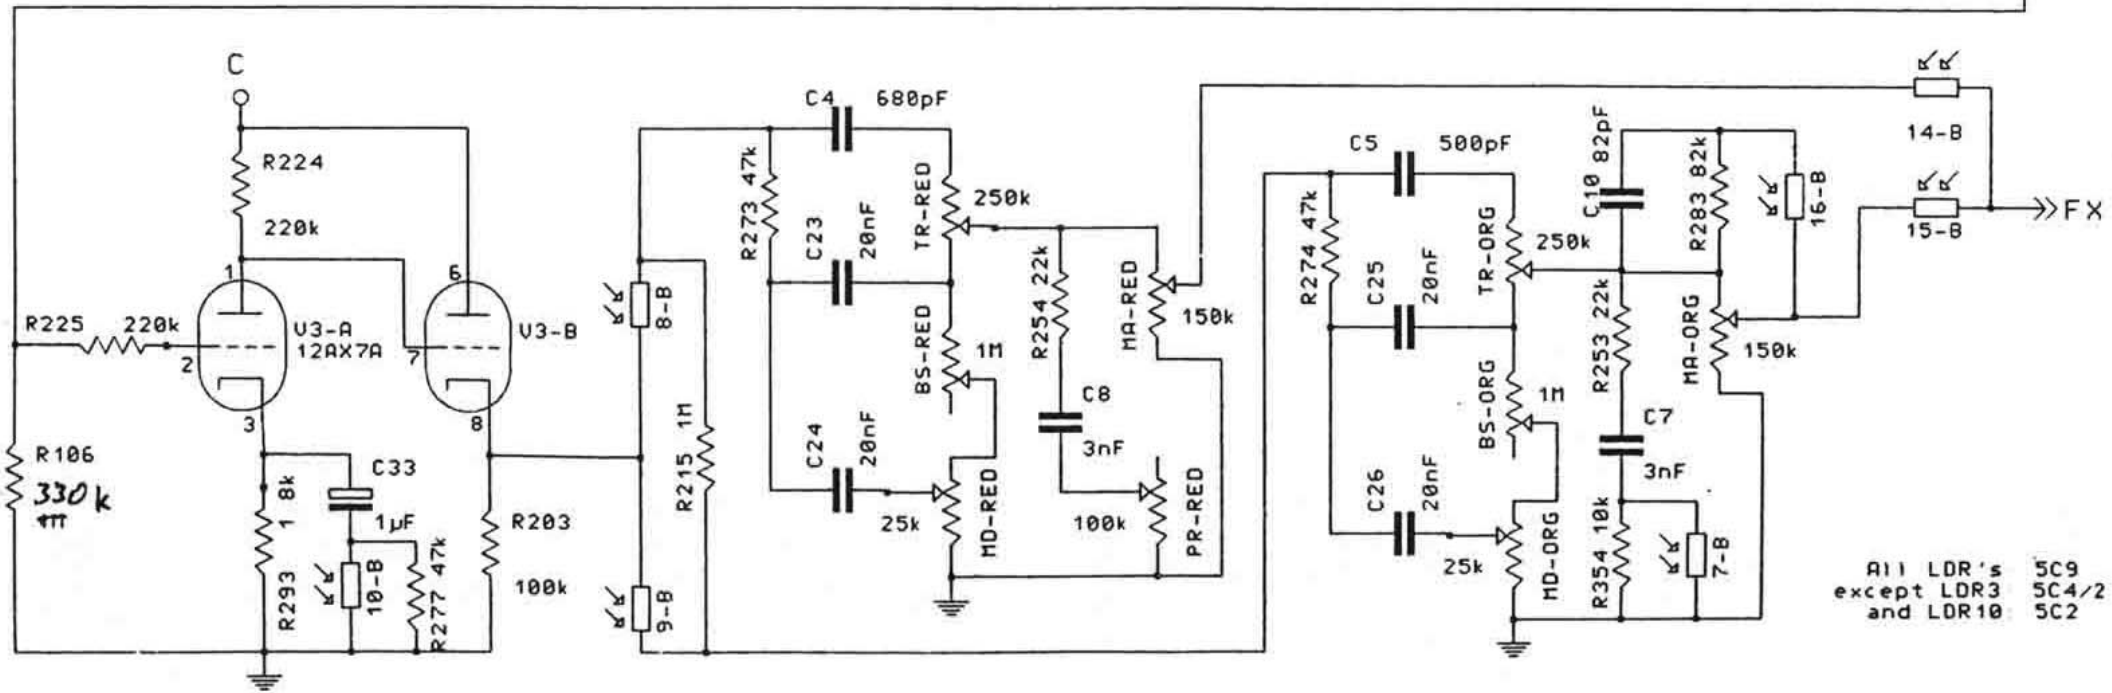 C
R224
220k
1
6
R225
220k
2
V3-A
12AX7A
7
V3-B
3
8
R106
330k
C33
1µF
R293 1 8k
10-B
R277 47k
R203
100k
8-B
9-B
R215 1M
C4
680pF
R273 47k
C23
20nF
TR-RED
250k
BS-RED
1M
C24
20nF
25k
MD-RED
R254 22k
C8
3nF
MA-RED
150k
100k
PR-RED
C5
500pF
R274 47k
C25
20nF
TR-ORG
250k
BS-ORG
1M
C26
20nF
25k
MD-ORG
C10 82pF
R283 82k
16-B
R253 22k
C7
3nF
R354 10k
7-B
MA-ORG
150k
14-B
15-B
FX
All LDR's 5C9
except LDR3 5C4/2
and LDR10 5C2